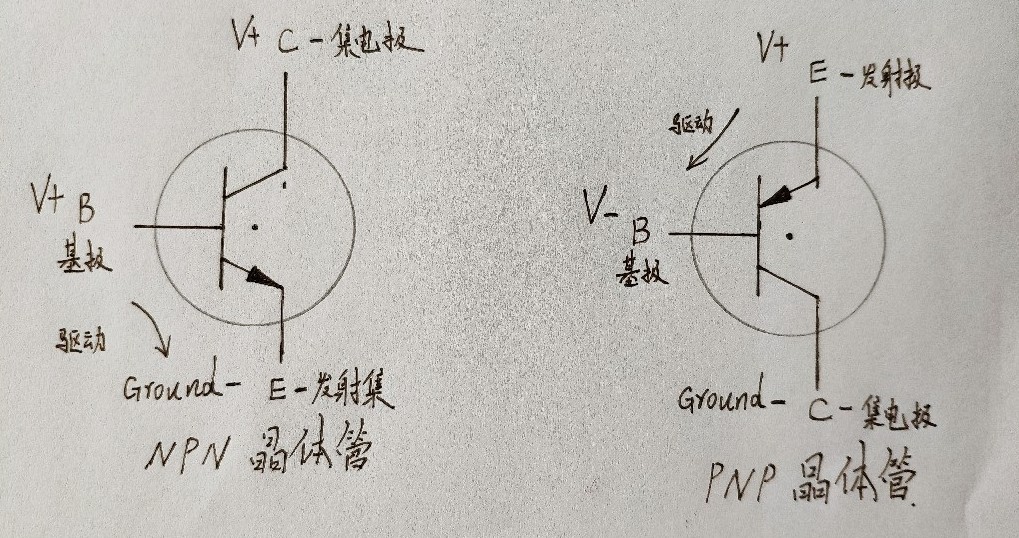 V+ C-集电极
V+ B
基极
驱动
Ground- E-发射集
NPN 晶体管
V+
E-发射极
驱动
V- B
基极
Ground- C-集电极
PNP 晶体管